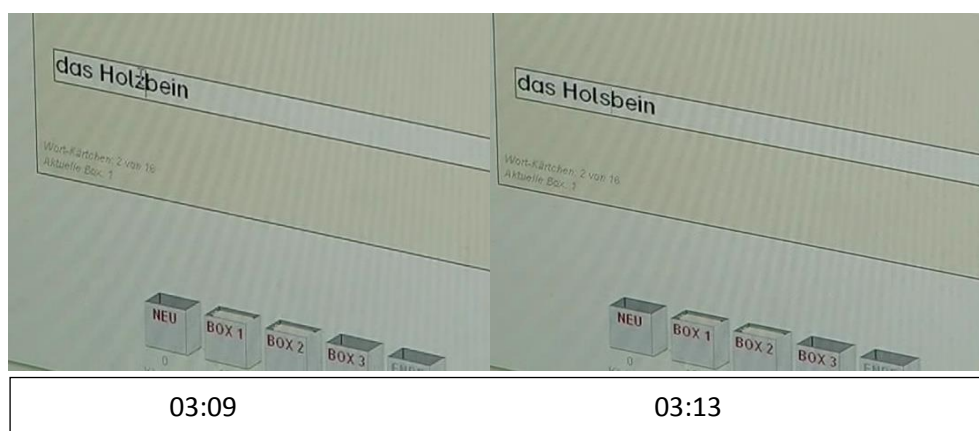 das Holzbein
Wort-Kärtchen: 2 von 16
Aktuelle Box: 1
NEU
BOX 1
BOX 2
BOX 3
0
das Holsbein
Wort-Kärtchen: 2 von 16
Aktuelle Box: 1
NEU
BOX 1
BOX 2
BOX 3
0
03:09
03:13